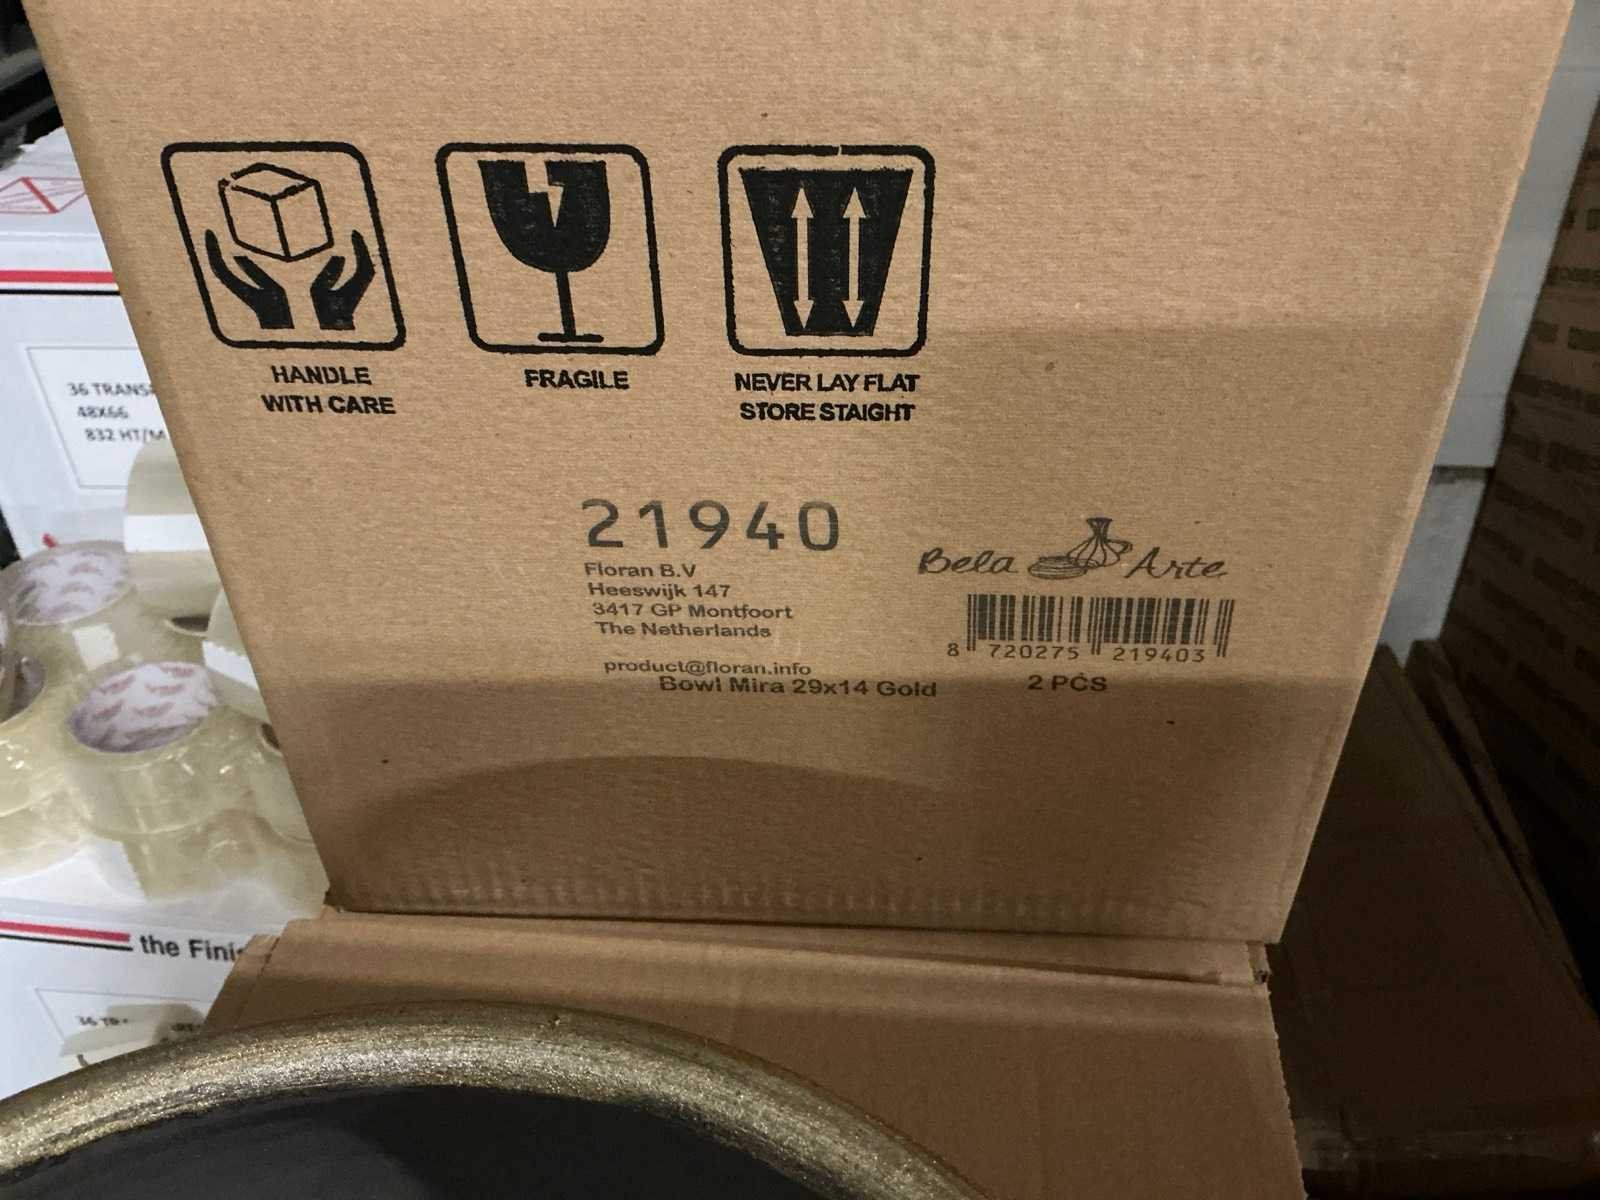 HANDLE
WITH CARE
FRAGILE
NEVER LAY FLAT
STORE STAIGHT
36 TRANS
48X66
832 HT/M
21940
Floran B.V
Heeswijk 147
3417 GP Montfoort
The Netherlands
product@floran.info
Bowl Mira 29x14 Gold
Bela Arte
8 720275 219403
2 PCS
the Fini
36 TR